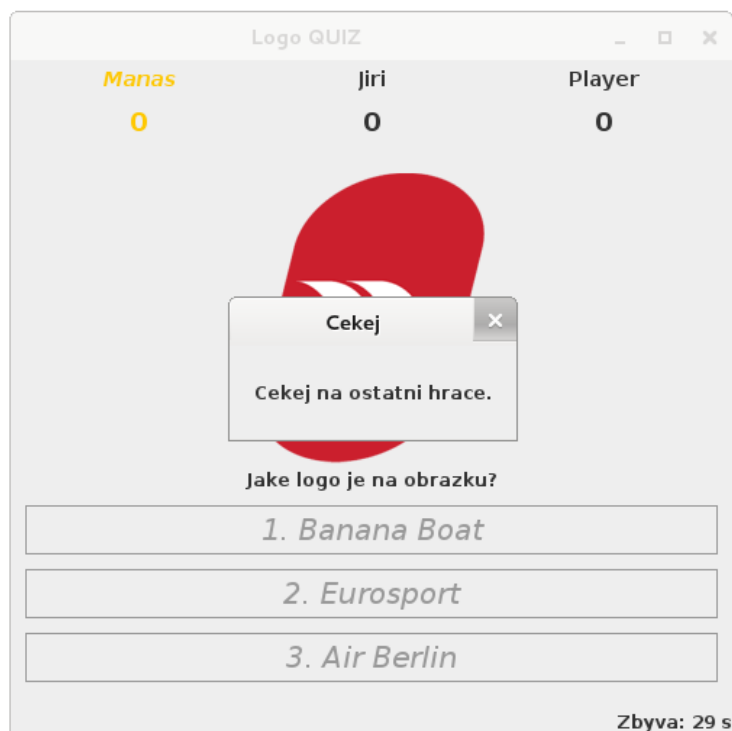 Logo QUIZ
Manas Jiri Player
0 0 0
Cekej
Cekej na ostatni hrace.
Jake logo je na obrazku?
1. Banana Boat
2. Eurosport
3. Air Berlin
Zbyva: 29 s